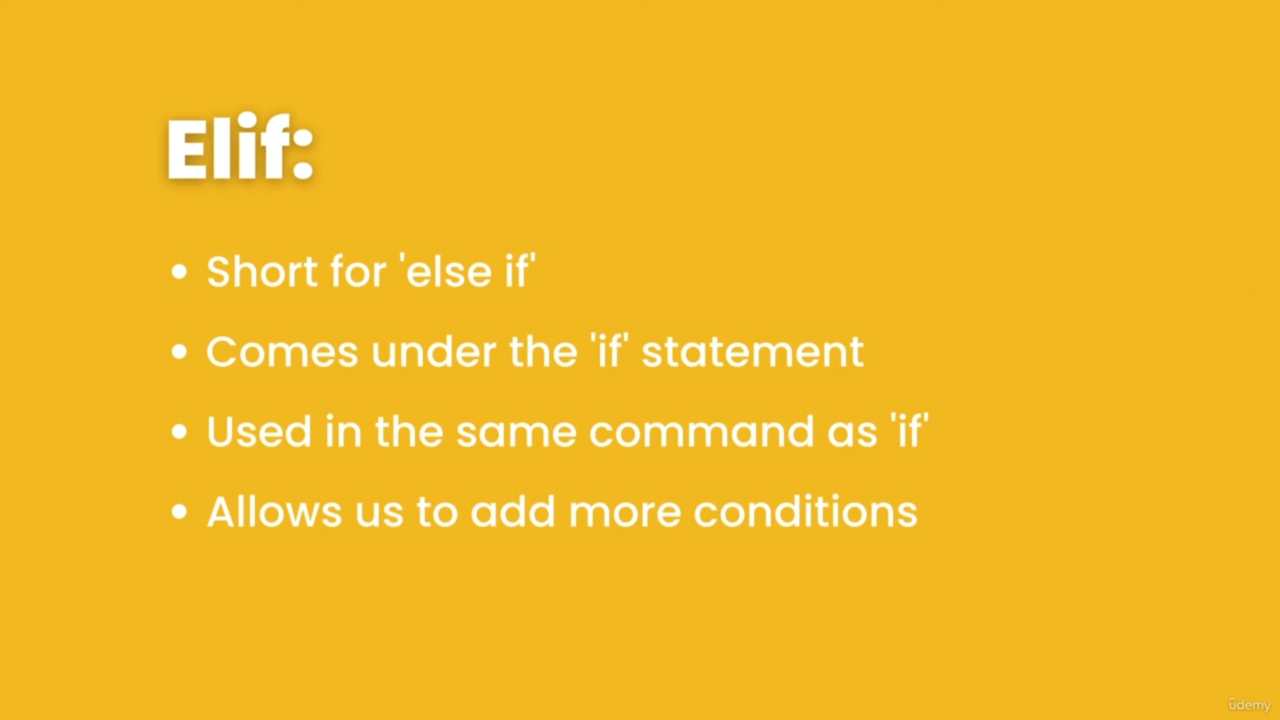 Elif:
• Short for 'else if'
• Comes under the 'if' statement
• Used in the same command as 'if'
• Allows us to add more conditions
ûdemy